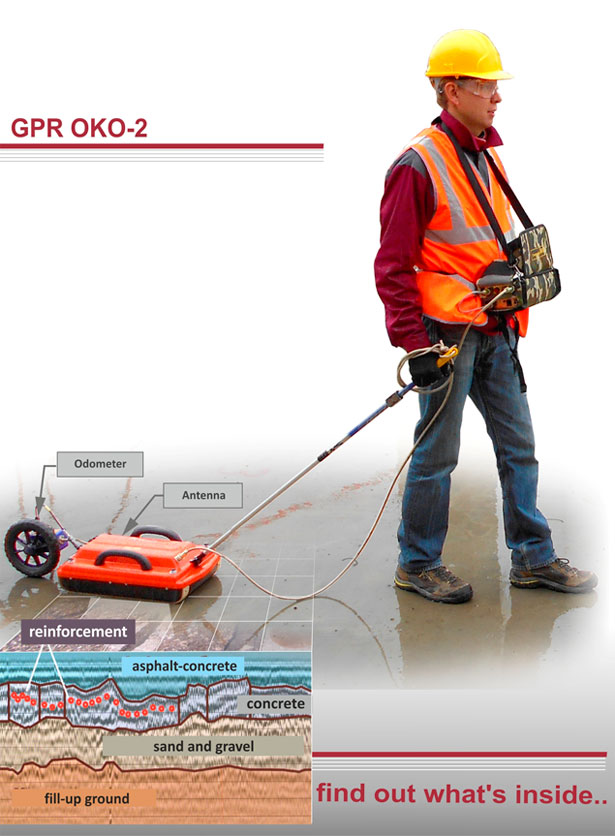 GPR OKO-2
Odometer
Antenna
reinforcement
asphalt-concrete
concrete
sand and gravel
fill-up ground
find out what's inside..